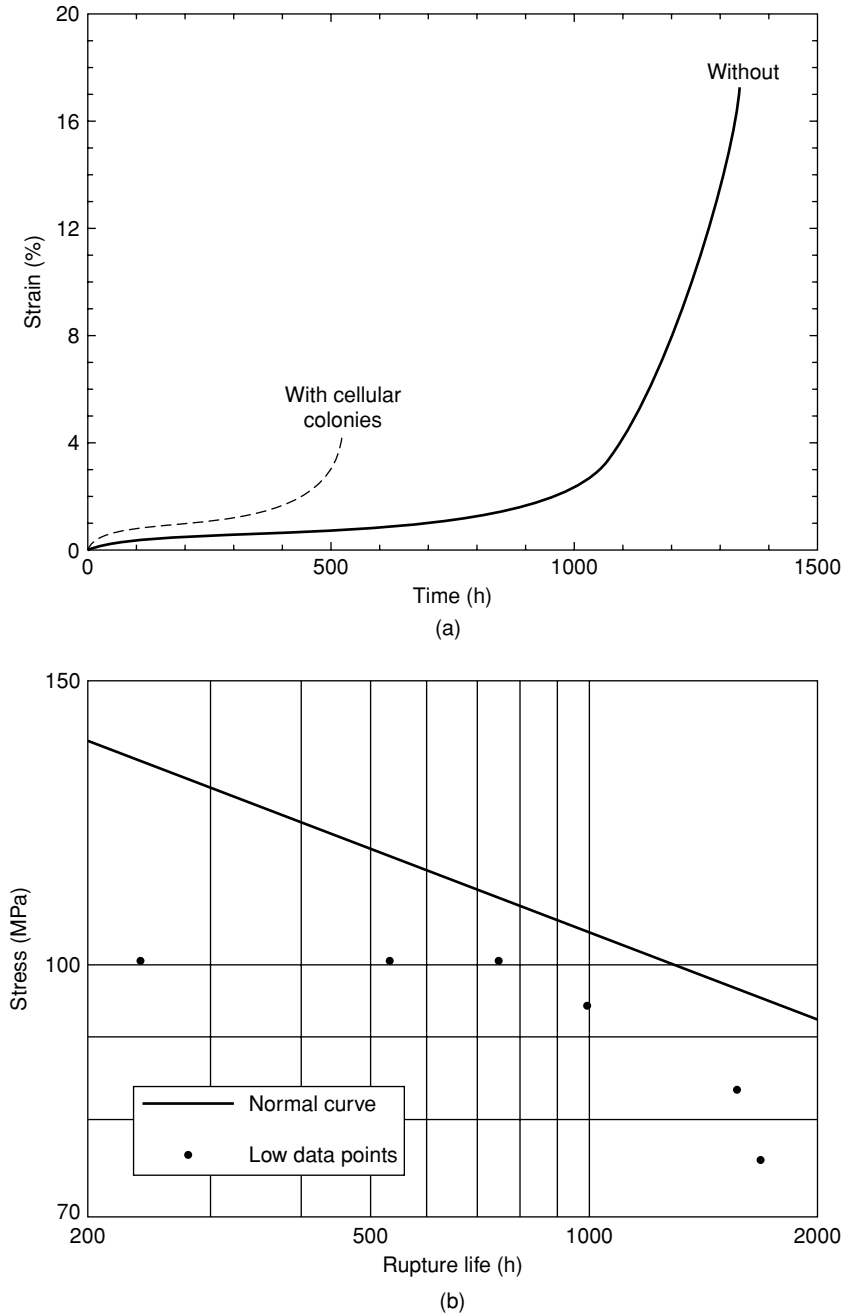 20
16
12
8
4
0
Strain (%)
Without
With cellular
colonies
0
500
1000
1500
Time (h)
(a)
150
100
70
Stress (MPa)
Normal curve
Low data points
200
500
1000
2000
Rupture life (h)
(b)